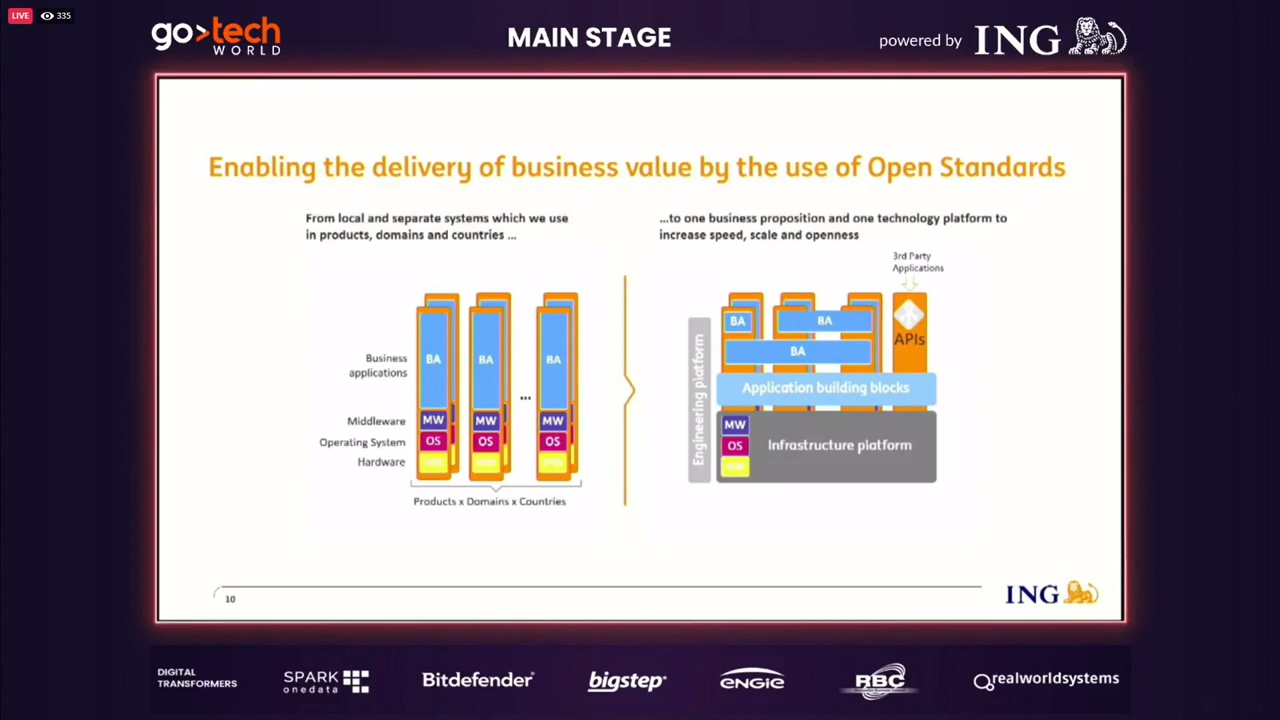 LIVE
335
go>tech
WORLD
MAIN STAGE
powered by ING
Enabling the delivery of business value by the use of Open Standards
From local and separate systems which we use
in products, domains and countries ...
...to one business proposition and one technology platform to
increase speed, scale and openness
3rd Party
Applications
Business
applications
Middleware
Operating System
Hardware
BA
BA
BA
...
MW
MW
MW
OS
OS
OS
Products x Domains x Countries
Engineering platform
BA
BA
BA
APIs
Application building blocks
MW
OS
Infrastructure platform
10
ING
DIGITAL
TRANSFORMERS
SPARK
onedata
Bitdefender®
bigstep
ENGIE
RBC
realworldsystems